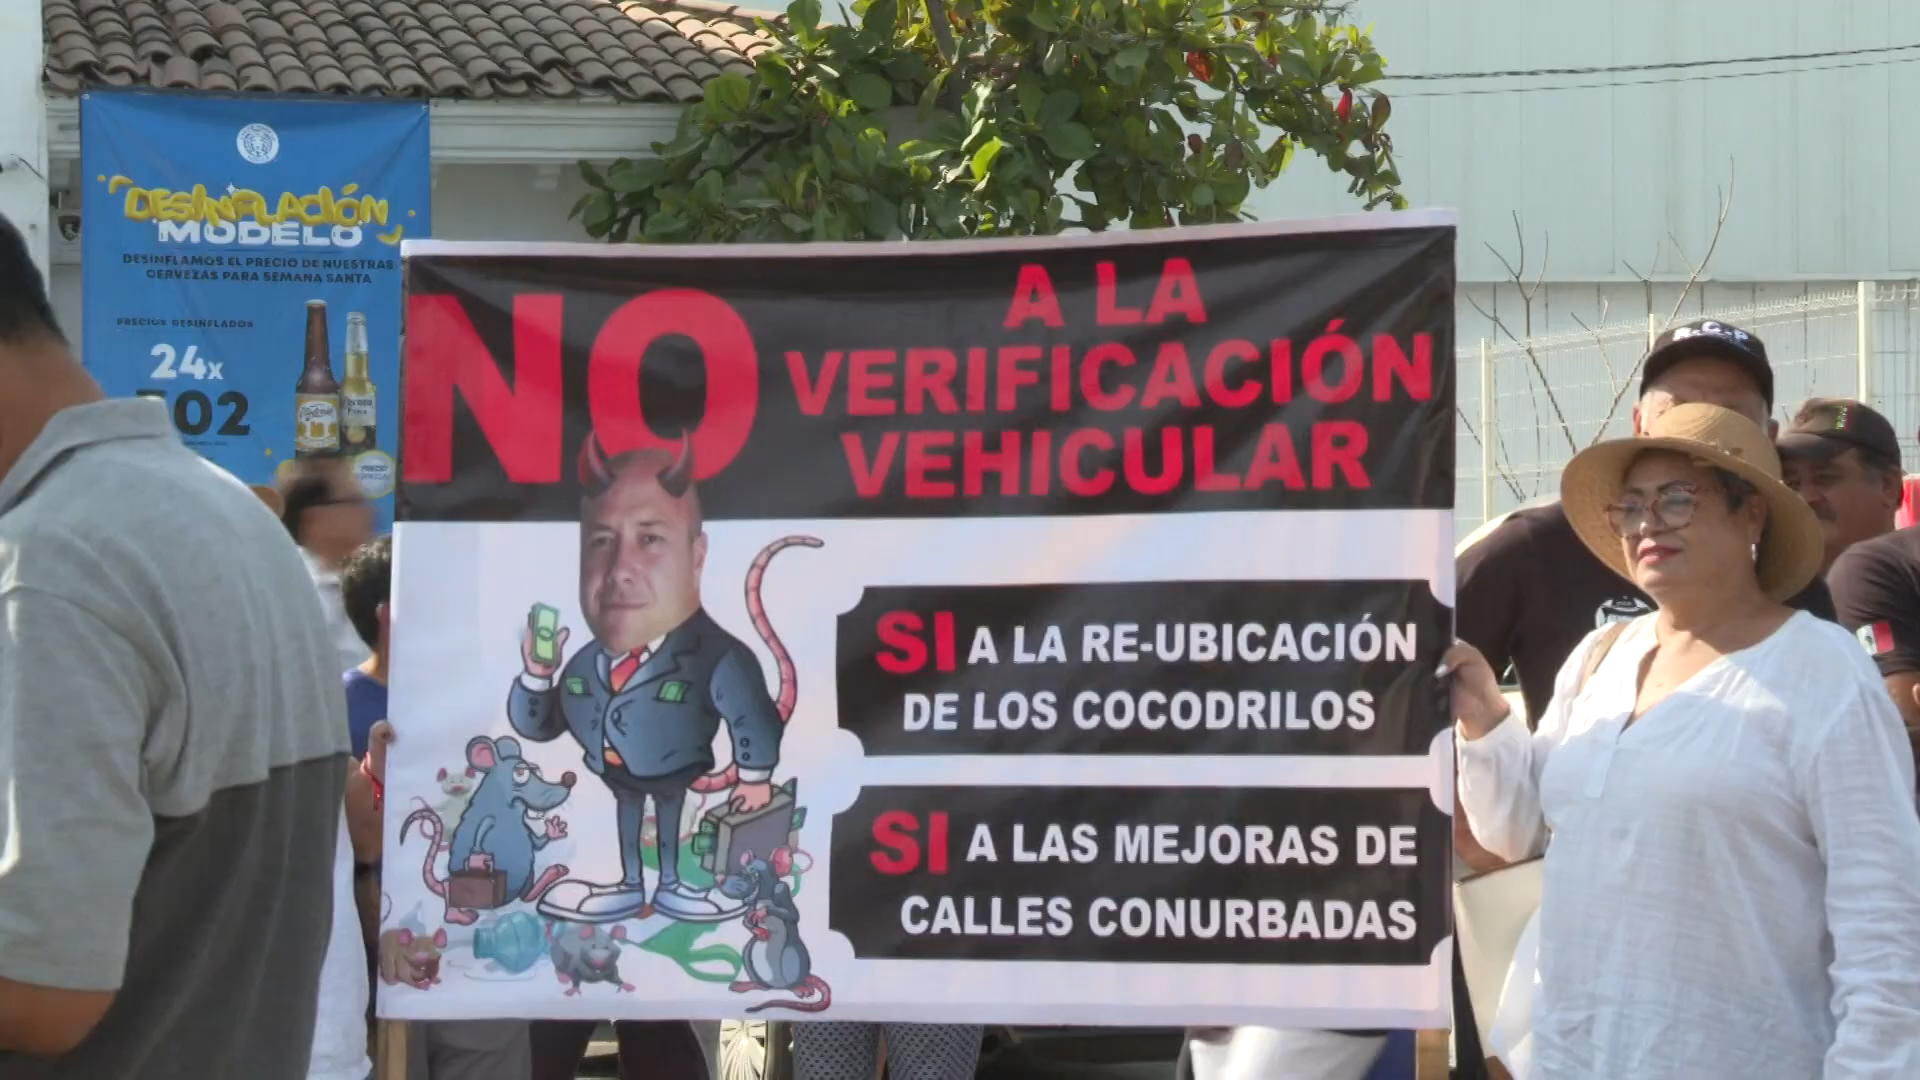 DESINFLACIÓN
MODELO
DESINFLAMOS EL PRECIO DE NUESTRAS
CERVEZAS PARA SEMANA SANTA
PRECIOS DESINFLADOS
24x
02
NO
A LA
VERIFICACIÓN
VEHICULAR
SI A LA RE-UBICACIÓN
DE LOS COCODRILOS
SI A LAS MEJORAS DE
CALLES CONURBADAS